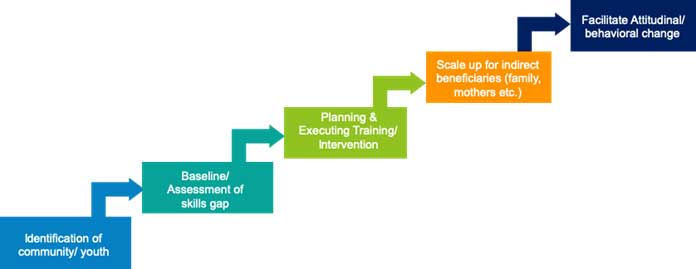 Facilitate Attitudinal/
behavioral change
Scale up for indirect
beneficiaries (family,
mothers etc.)
Planning &
Executing Training/
Intervention
Baseline/
Assessment of
skills gap
Identification of
community/ youth